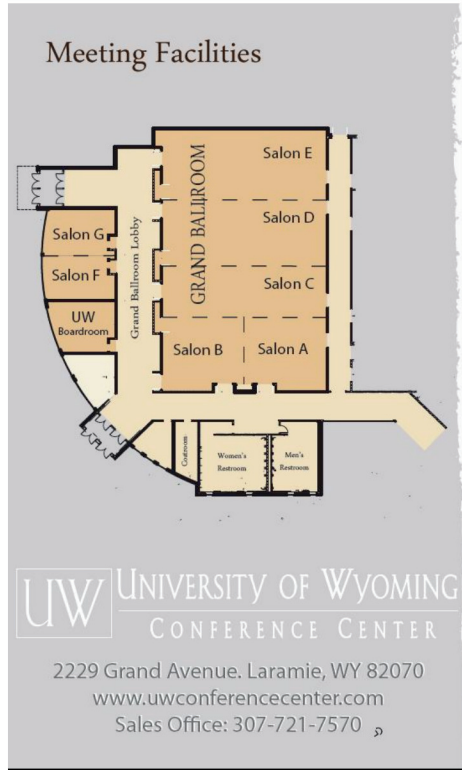 Meeting Facilities
Salon E
GRAND BALLROOM
Salon D
Salon G
Grand Ballroom Lobby
Salon F
Salon C
UW
Boardroom
Salon B
Salon A
Coatroom
Women's
Restroom
Men's
Restroom
UW
UNIVERSITY OF WYOMING
CONFERENCE CENTER
2229 Grand Avenue. Laramie, WY 82070
www.uwconferencecenter.com
Sales Office: 307-721-7570